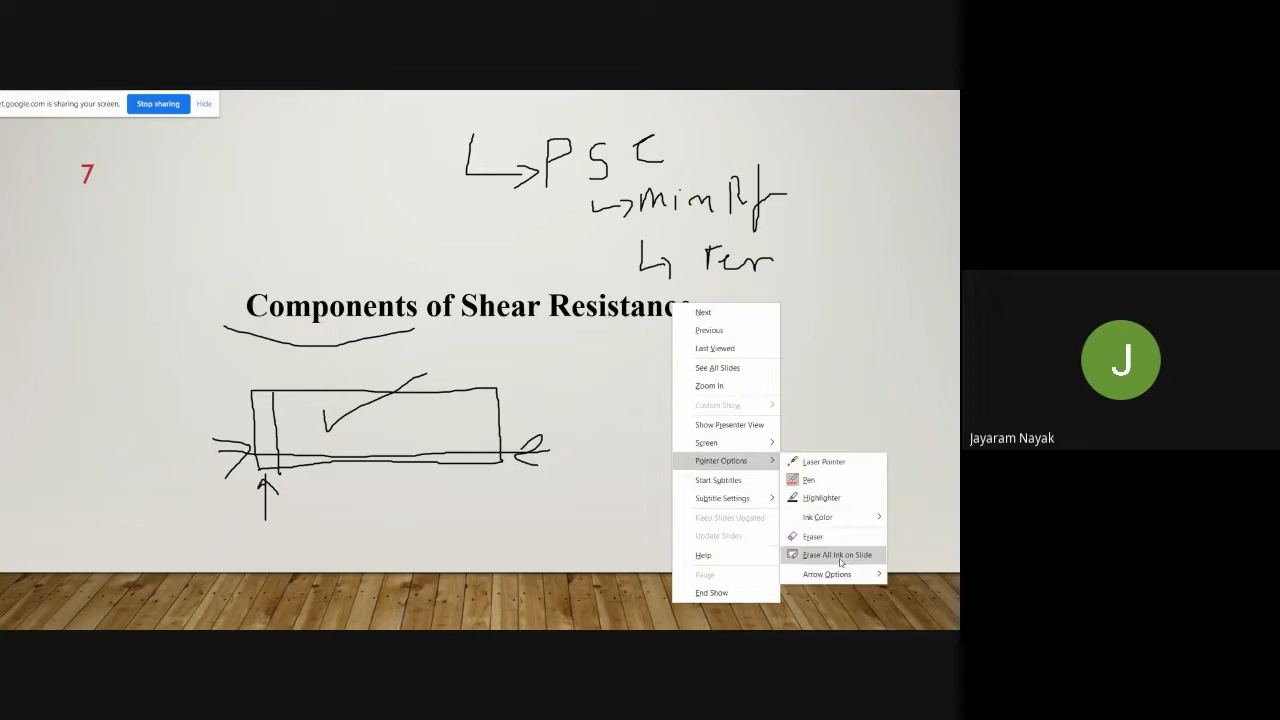 et.google.com is sharing your screen. Stop sharing Hide
7
PSC
min Rf
Components of Shear Resistance
Next
Previous
Last Viewed
See All Slides
Zoom In
Custom Show
Show Presenter View
Screen
Pointer Options
Start Subtitles
Subtitle Settings
Keep Slides Updated
Update Slides
Help
Pause
End Show
Laser Pointer
Pen
Highlighter
Ink Color
Eraser
Erase All Ink on Slide
Arrow Options
J
Jayaram Nayak